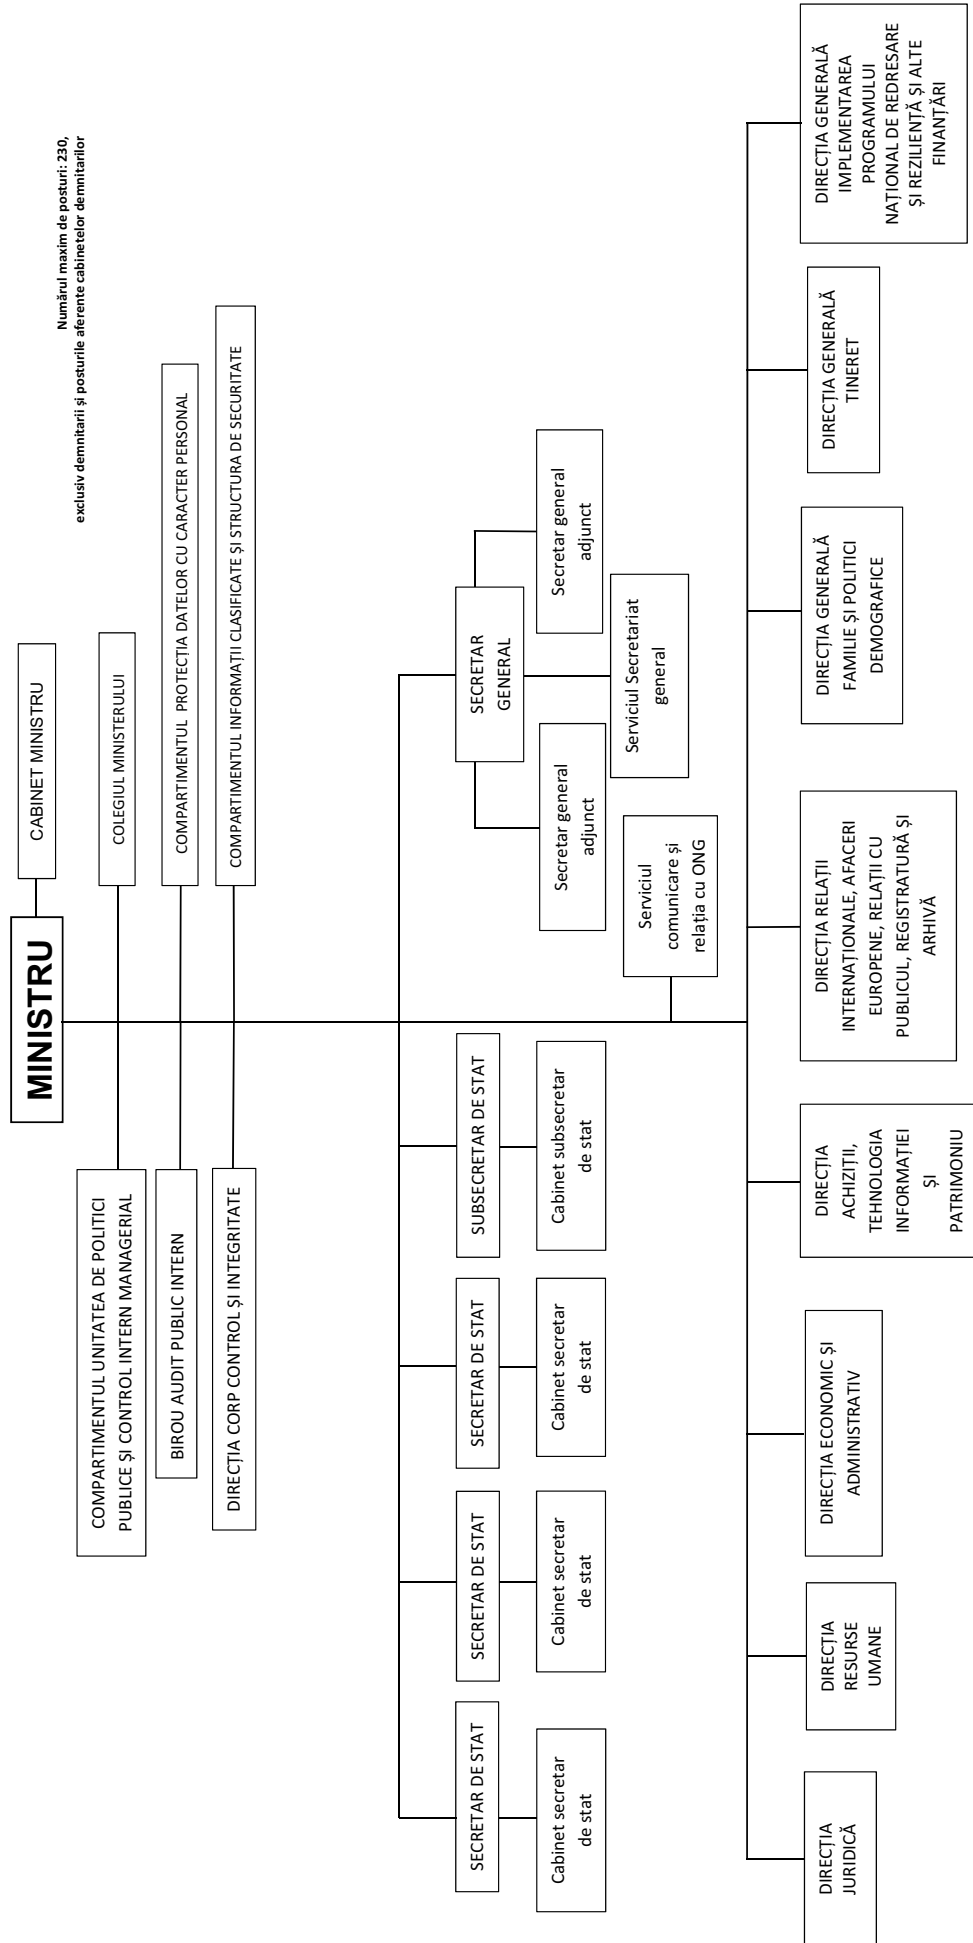 Numărul maxim de posturi: 230,
exclusiv demnitarii și posturile aferente cabinetelor demnitarilor
MINISTRU
CABINET MINISTRU
COMPARTIMENTUL UNITATEA DE POLITICI
PUBLICE ȘI CONTROL INTERN MANAGERIAL
COLEGIUL MINISTERULUI
BIROU AUDIT PUBLIC INTERN
COMPARTIMENTUL PROTECȚIA DATELOR CU CARACTER PERSONAL
DIRECȚIA CORP CONTROL ȘI INTEGRITATE
COMPARTIMENTUL INFORMAȚII CLASIFICATE ȘI STRUCTURA DE SECURITATE
SECRETAR DE STAT
Cabinet secretar
de stat
SECRETAR DE STAT
Cabinet secretar
de stat
SECRETAR DE STAT
Cabinet secretar
de stat
SUBSECRETAR DE STAT
Cabinet subsecretar
de stat
SECRETAR
GENERAL
Secretar general
adjunct
Secretar general
adjunct
Serviciul Secretariat
general
Serviciul
comunicare și
relația cu ONG
DIRECȚIA
JURIDICĂ
DIRECȚIA
RESURSE
UMANE
DIRECȚIA ECONOMIC ȘI
ADMINISTRATIV
DIRECȚIA
ACHIZIȚII,
TEHNOLOGIA
INFORMAȚIEI
ȘI
PATRIMONIU
DIRECȚIA RELAȚII
INTERNAȚIONALE, AFACERI
EUROPENE, RELAȚII CU
PUBLICUL, REGISTRATURĂ ȘI
ARHIVĂ
DIRECȚIA GENERALĂ
FAMILIE ȘI POLITICI
DEMOGRAFICE
DIRECȚIA GENERALĂ
TINERET
DIRECȚIA GENERALĂ
IMPLEMENTAREA
PROGRAMULUI
NAȚIONAL DE REDRESARE
ȘI REZILIENȚĂ ȘI ALTE
FINANȚĂRI